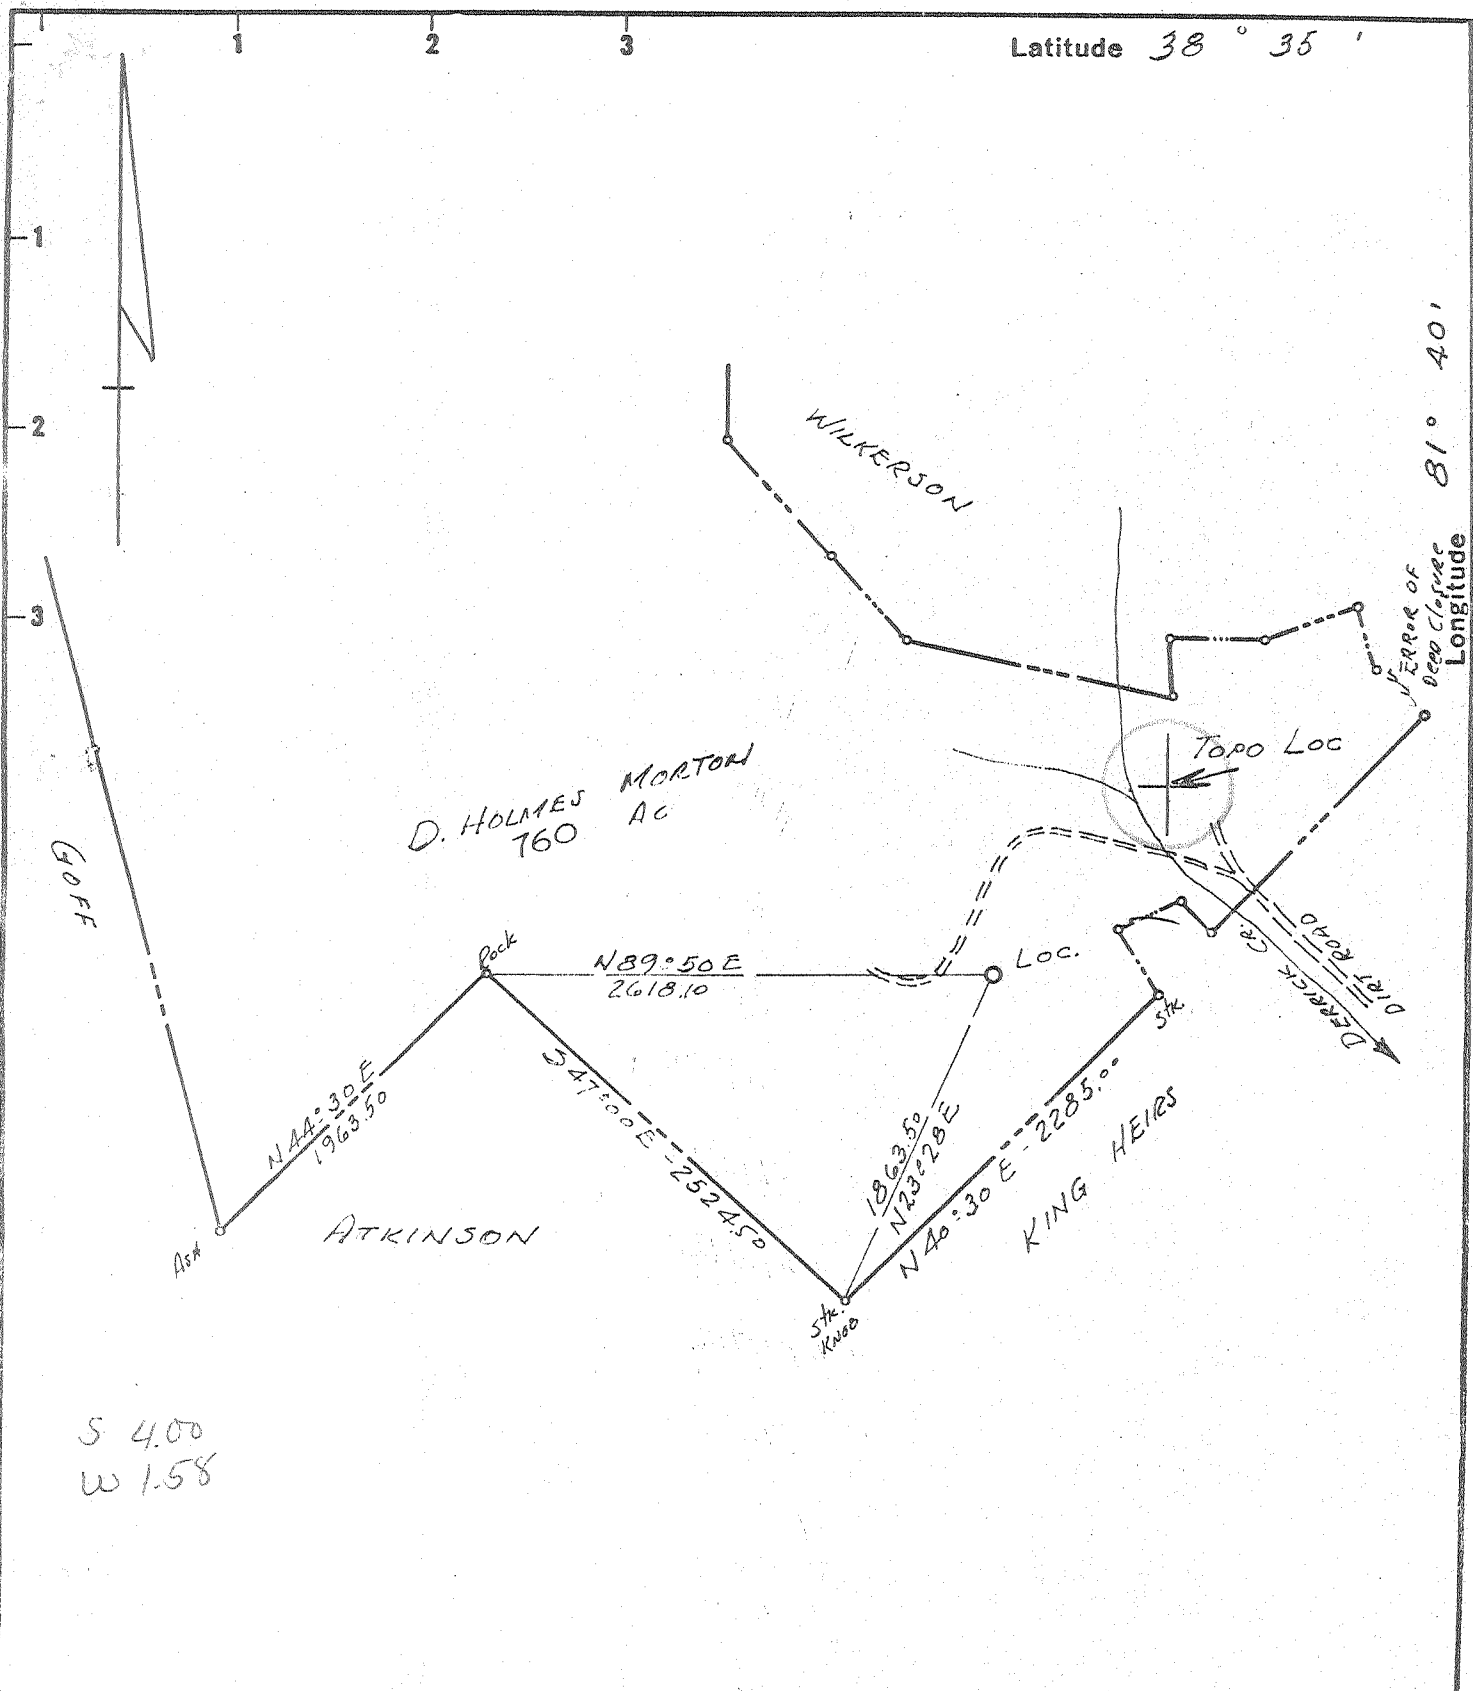 1 2 3
Latitude 38 ° 35 '
1
2
3
Longitude 81° 40'
WILKERSON
ERROR OF
Deed Closure
TOPO LOC
D. HOLMES MORTON
760 AC
GOFF
Rock
N89°50E
2618.10
LOC.
DIRT ROAD
DERRICK CR.
Stk
N44°30E
1963.50
S47°00E - 2524.50
1863.50
N23°28E
N40°30E - 2285.00
KING HEIRS
ASH
ATKINSON
Stk.
KNOB
S 4.00
W 1.58